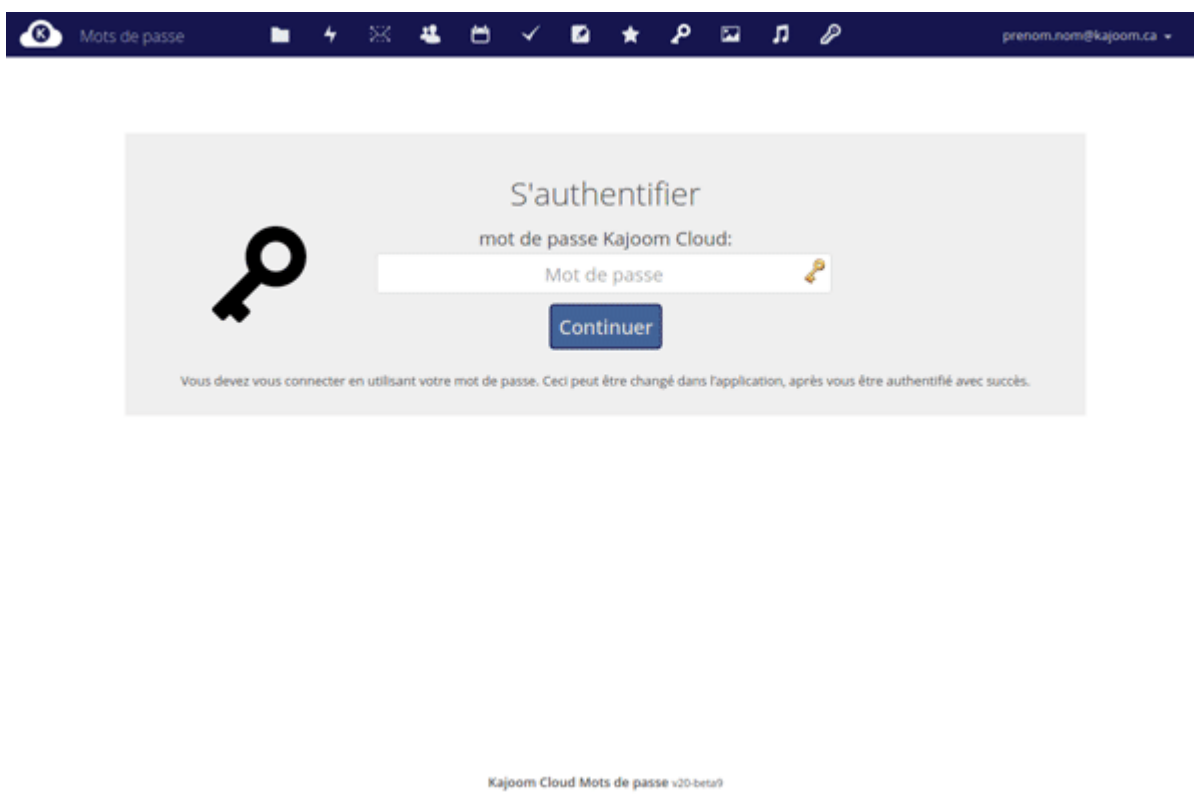 K
Mots de passe
prenom.nom@kajoom.ca
S'authentifier
mot de passe Kajoom Cloud:
Mot de passe
Continuer
Vous devez vous connecter en utilisant votre mot de passe. Ceci peut être changé dans l'application, après vous être authentifié avec succès.
Kajoom Cloud Mots de passe v20-beta9